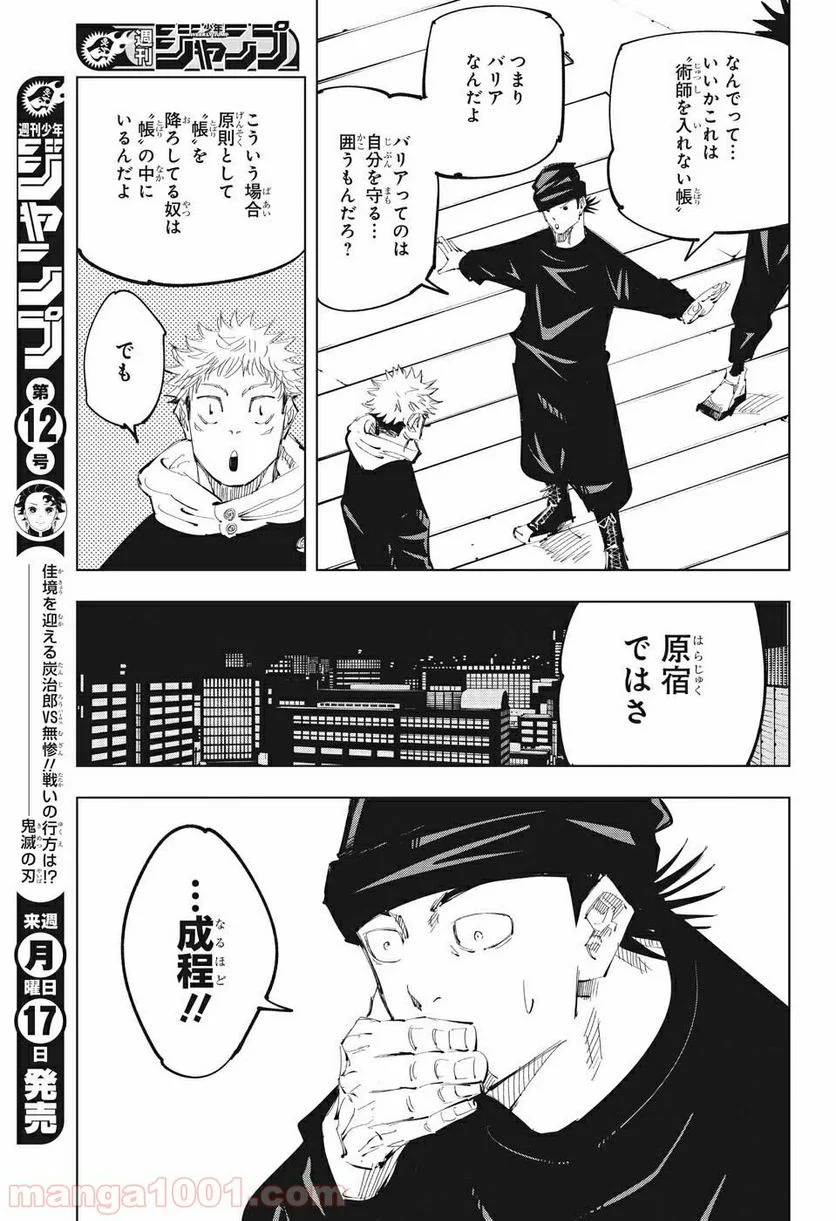 なんでって…
いいかこれは
〝術師を入れない帳〟
つまり
バリア
なんだよ
バリアってのは
自分を守る…
囲うもんだろ？
こういう場合
原則として
〝帳〟を
降ろしてる奴は
〝帳〟の中に
いるんだよ
でも
原宿
ではさ
…成程!!
週刊
少年
ジャンプ
週刊少年
ジャンプ
第
12
号
佳境を迎える炭治郎VS無惨!!戦いの行方は!?
鬼滅の刃
来週
月
曜日
17
日
発売
manga1001.com